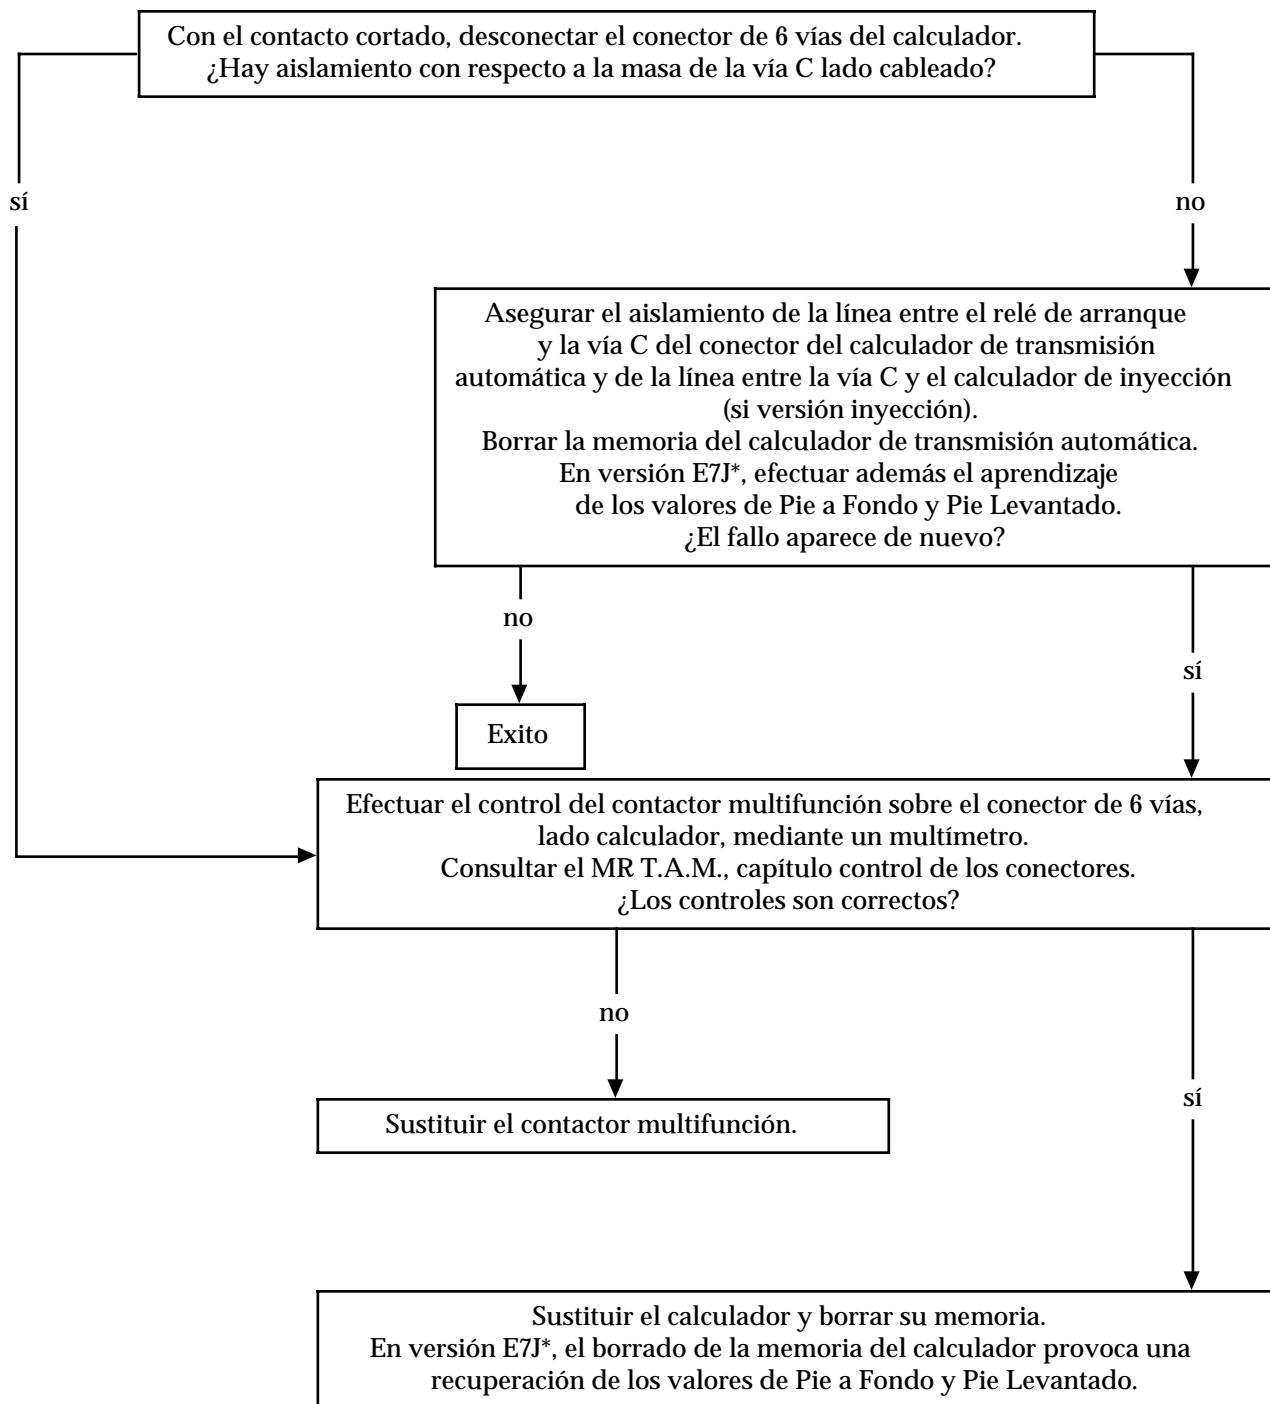 Con el contacto cortado, desconectar el conector de 6 vías del calculador.
¿Hay aislamiento con respecto a la masa de la vía C lado cableado?
sí
no
Asegurar el aislamiento de la línea entre el relé de arranque
y la vía C del conector del calculador de transmisión
automática y de la línea entre la vía C y el calculador de inyección
(si versión inyección).
Borrar la memoria del calculador de transmisión automática.
En versión E7J*, efectuar además el aprendizaje
de los valores de Pie a Fondo y Pie Levantado.
¿El fallo aparece de nuevo?
no
sí
Exito
Efectuar el control del contactor multifunción sobre el conector de 6 vías,
lado calculador, mediante un multímetro.
Consultar el MR T.A.M., capítulo control de los conectores.
¿Los controles son correctos?
no
sí
Sustituir el contactor multifunción.
Sustituir el calculador y borrar su memoria.
En versión E7J*, el borrado de la memoria del calculador provoca una
recuperación de los valores de Pie a Fondo y Pie Levantado.